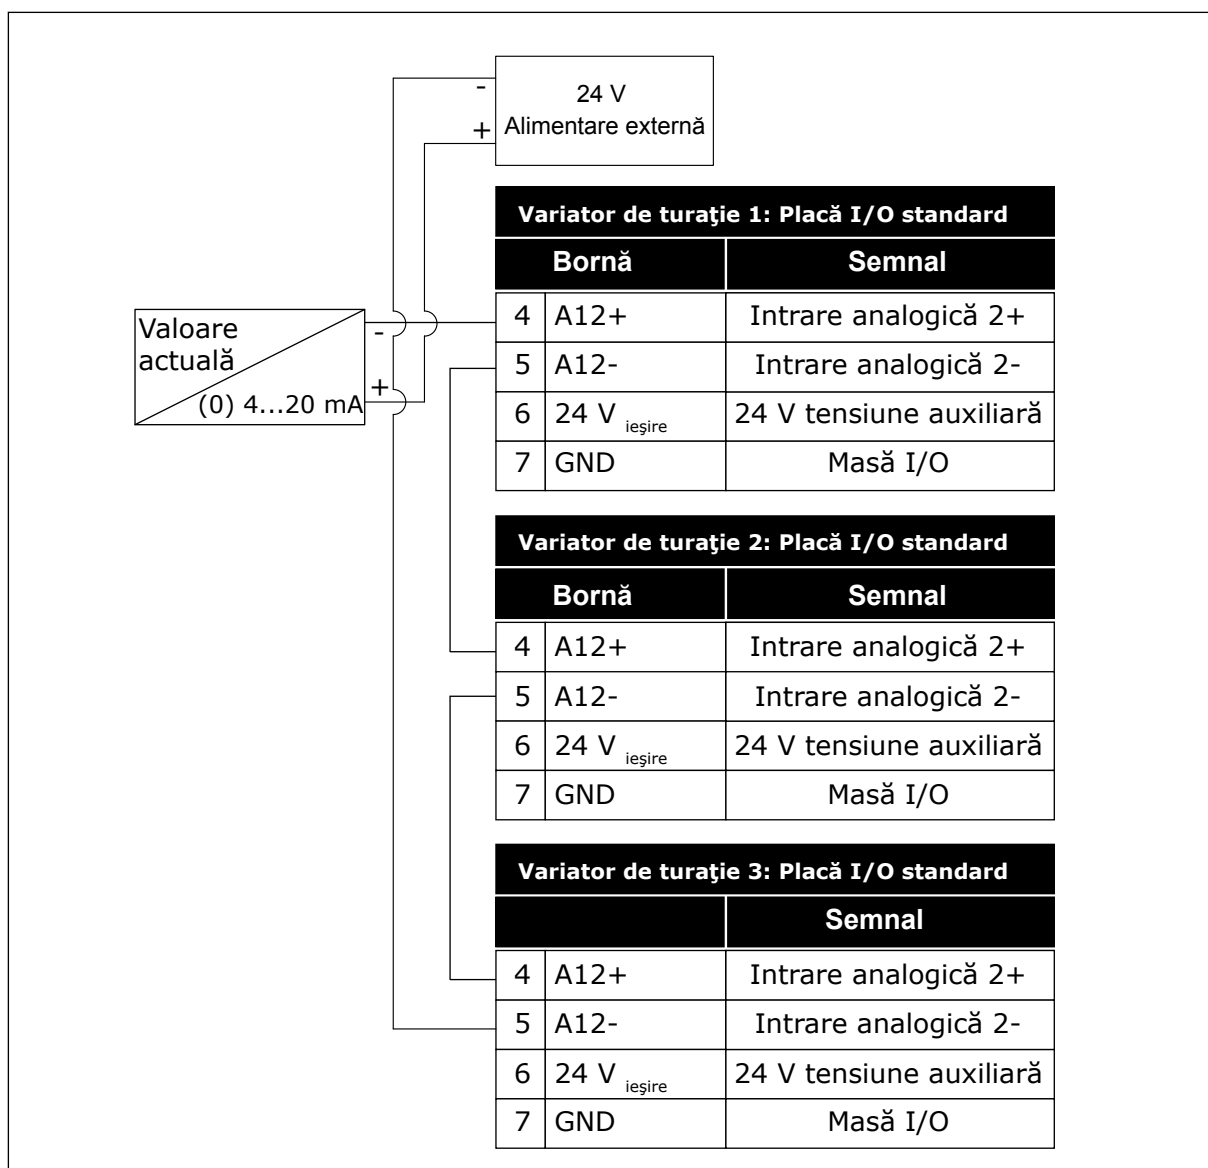 -
24 V
+
Alimentare externă
Variator de turaţie 1: Placă I/O standard
Bornă Semnal
Valoare
actuală
-
+
(0) 4...20 mA
4 A12+ Intrare analogică 2+
5 A12- Intrare analogică 2-
6 24 V ieşire 24 V tensiune auxiliară
7 GND Masă I/O
Variator de turaţie 2: Placă I/O standard
Bornă Semnal
4 A12+ Intrare analogică 2+
5 A12- Intrare analogică 2-
6 24 V ieşire 24 V tensiune auxiliară
7 GND Masă I/O
Variator de turaţie 3: Placă I/O standard
Semnal
4 A12+ Intrare analogică 2+
5 A12- Intrare analogică 2-
6 24 V ieşire 24 V tensiune auxiliară
7 GND Masă I/O